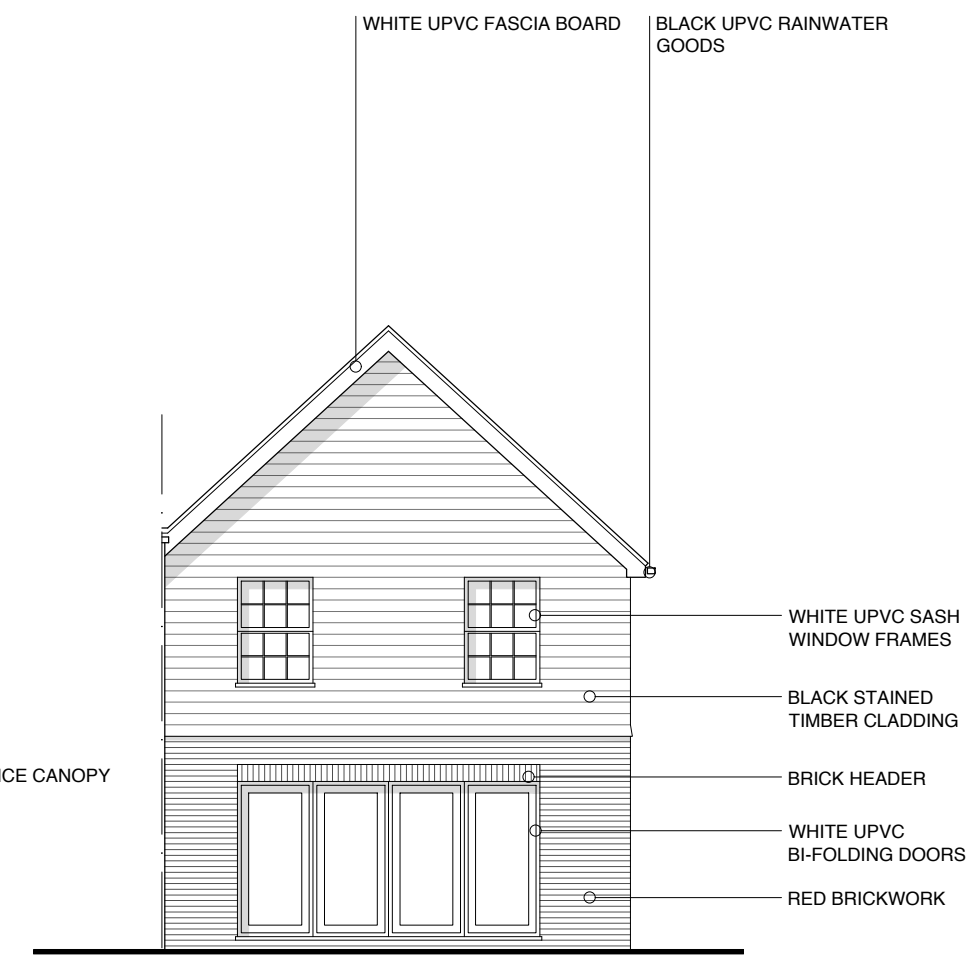 WHITE UPVC FASCIA BOARD
BLACK UPVC RAINWATER
GOODS
WHITE UPVC SASH
WINDOW FRAMES
BLACK STAINED
TIMBER CLADDING
CANOPY
BRICK HEADER
WHITE UPVC
BI-FOLDING DOORS
RED BRICKWORK